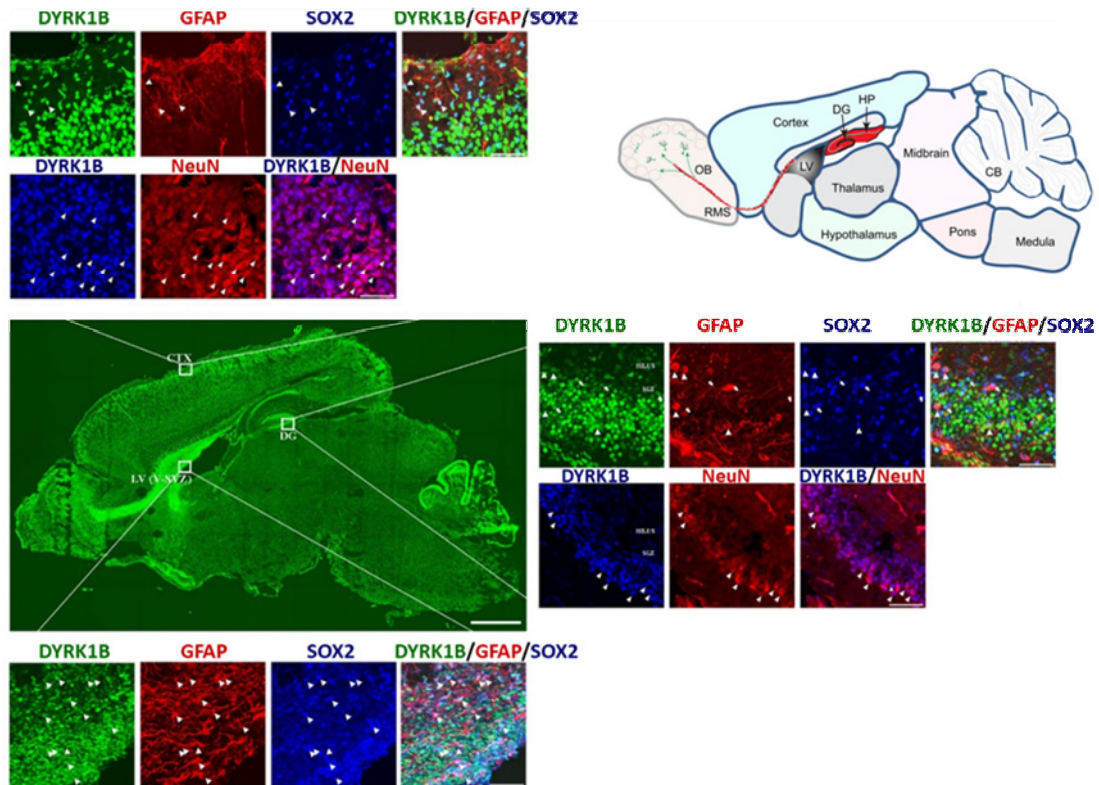 DYRK1B GFAP SOX2 DYRK1B/GFAP/SOX2
DYRK1B NeuN DYRK1B/NeuN
Cortex
DG
HP
OB
LV
Midbrain
CB
Thalamus
RMS
Hypothalamus
Pons
Medula
CTX
DG
LV (V-SVZ)
DYRK1B GFAP SOX2 DYRK1B/GFAP/SOX2
HILUS
SGZ
DYRK1B NeuN DYRK1B/NeuN
HILUS
SGZ
DYRK1B GFAP SOX2 DYRK1B/GFAP/SOX2